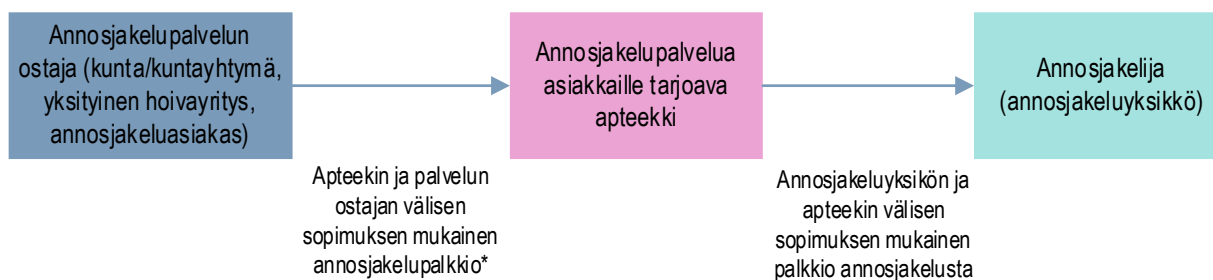 Annosjakelupalvelun
ostaja (kunta/kuntayhtymä,
yksityinen hoivayritys,
annosjakeluasiakas)
Apteekin ja palvelun
ostajan välisen
sopimuksen mukainen
annosjakelupalkkio*
Annosjakelupalvelua
asiakkaille tarjoava
apteekki
Annosjakeluyksikön ja
apteekin välisen
sopimuksen mukainen
palkkio annosjakelusta
Annosjakelija
(annosjakeluyksikkö)